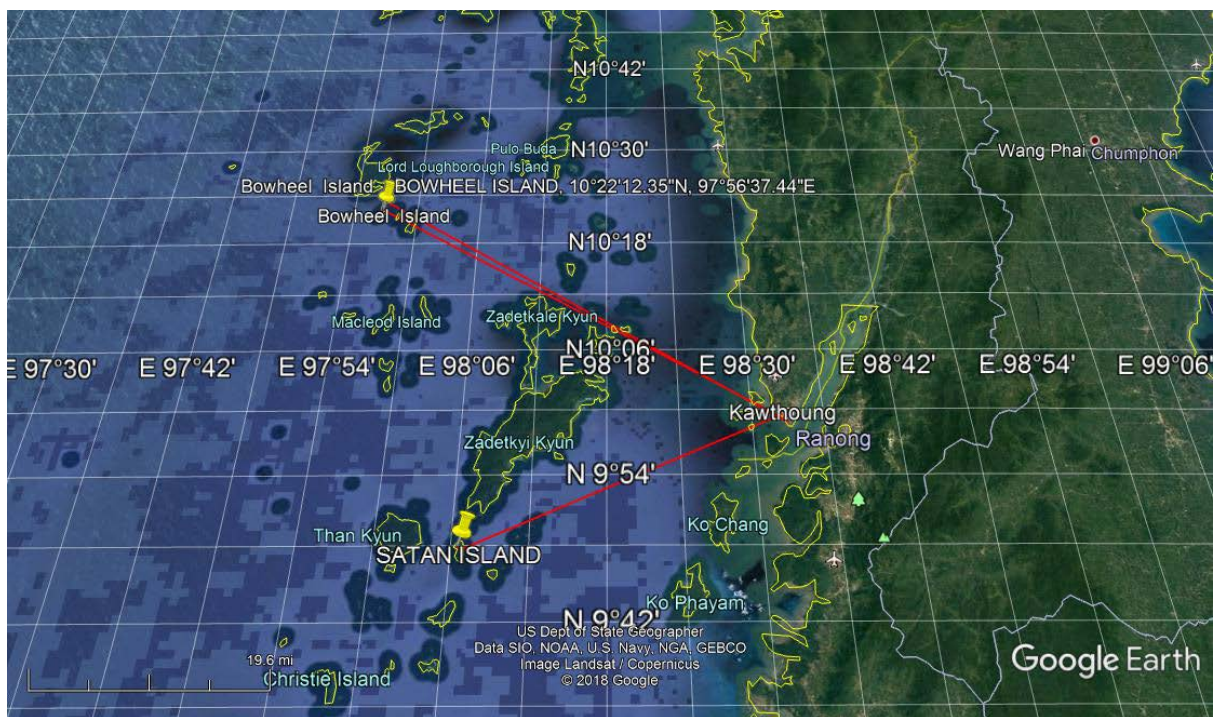 N10°42'
Pulo Buda
N10°30'
Wang Phai
Chumphon
Lord Loughborough Island
Bowheel Island
BOWHEEL ISLAND, 10°22'12.35"N, 97°56'37.44"E
Bowheel Island
N10°18'
Macleod Island
Zadetkale Kyun
N10°06'
E 97°30'
E 97°42'
E 97°54'
E 98°06'
E 98°18'
E 98°30'
E 98°42'
E 98°54'
E 99°06'
Kawthoung
Ranong
Zadetkyi Kyun
N 9°54'
Than Kyun
SATAN ISLAND
Ko Chang
Ko Phayam
N 9°42'
US Dept of State Geographer
Data SIO, NOAA, U.S. Navy, NGA, GEBCO
Image Landsat / Copernicus
© 2018 Google
19.6 mi
Christie Island
Google Earth